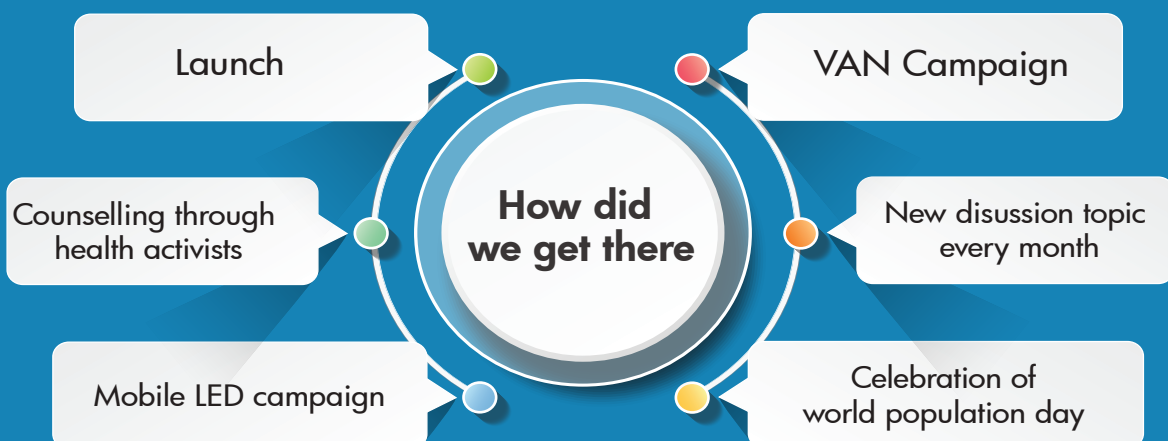 Launch
Counselling through
health activists
Mobile LED campaign
How did
we get there
VAN Campaign
New disussion topic
every month
Celebration of
world population day